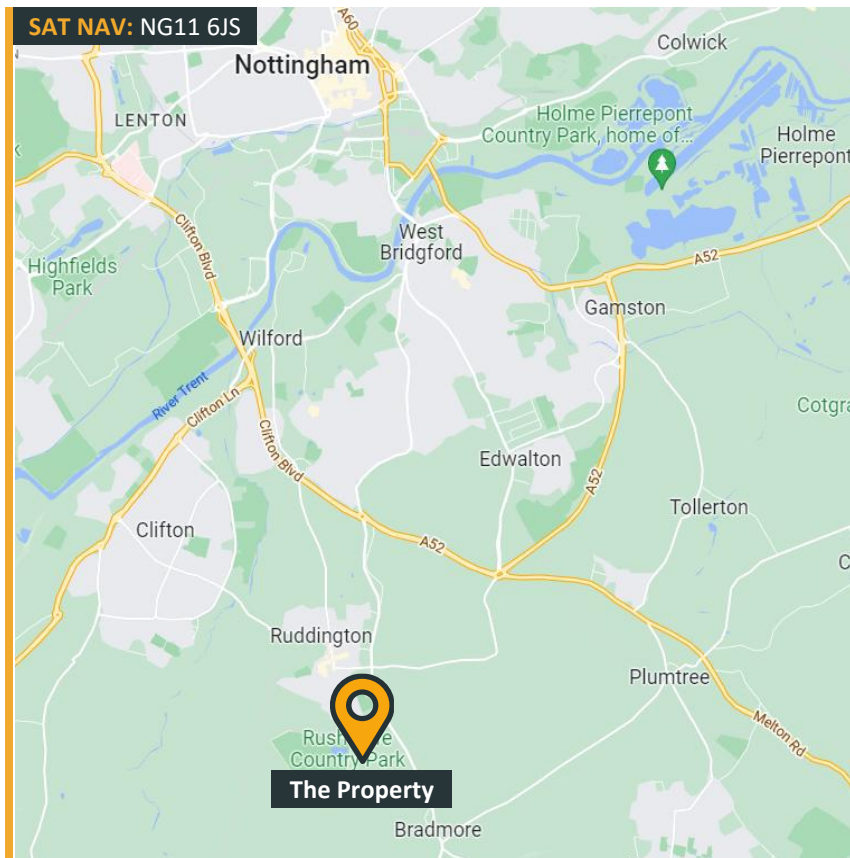 SAT NAV: NG11 6JS
A60
Colwick
Nottingham
LENTON
Holme Pierrepont
Country Park, home of...
Holme
Pierrepont
Clifton Blvd
West
Bridgford
A52
Highfields
Park
Gamston
Wilford
River Trent
Clifton Ln
Cotgra
Clifton Blvd
Edwalton
A52
Tollerton
Clifton
A52
C
Ruddington
Plumtree
Melton Rd
Country Park
The Property
Bradmore